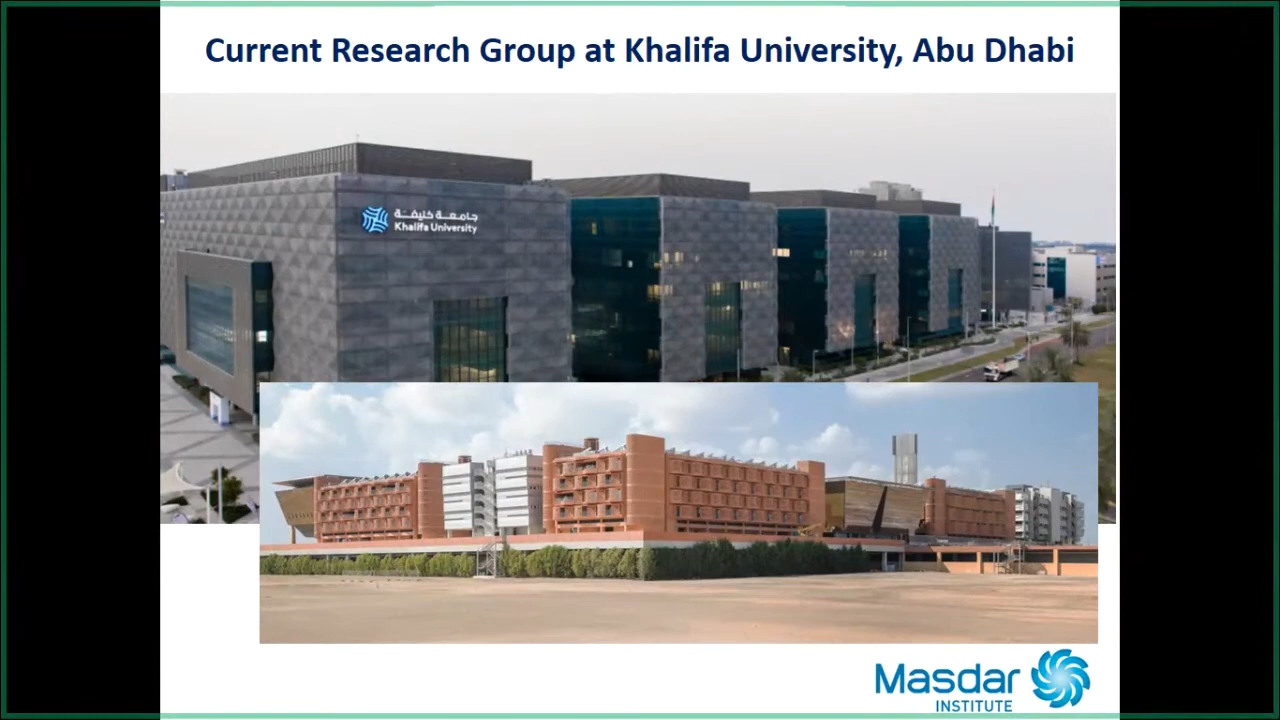 Current Research Group at Khalifa University, Abu Dhabi
جامعة خليفة
Khalifa University
Masdar
INSTITUTE